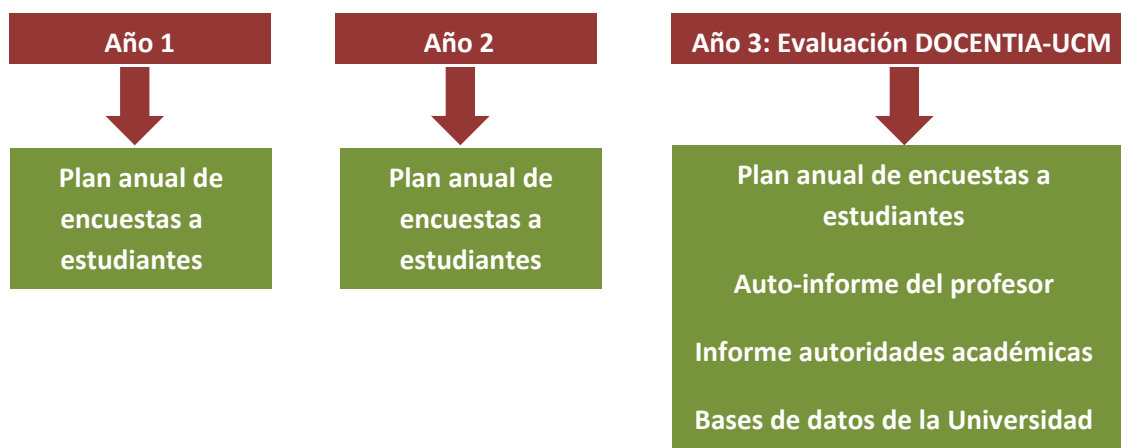 Año 1
Plan anual de
encuestas a
estudiantes
Año 2
Plan anual de
encuestas a
estudiantes
Año 3: Evaluación DOCENTIA-UCM
Plan anual de encuestas a
estudiantes
Auto-informe del profesor
Informe autoridades académicas
Bases de datos de la Universidad